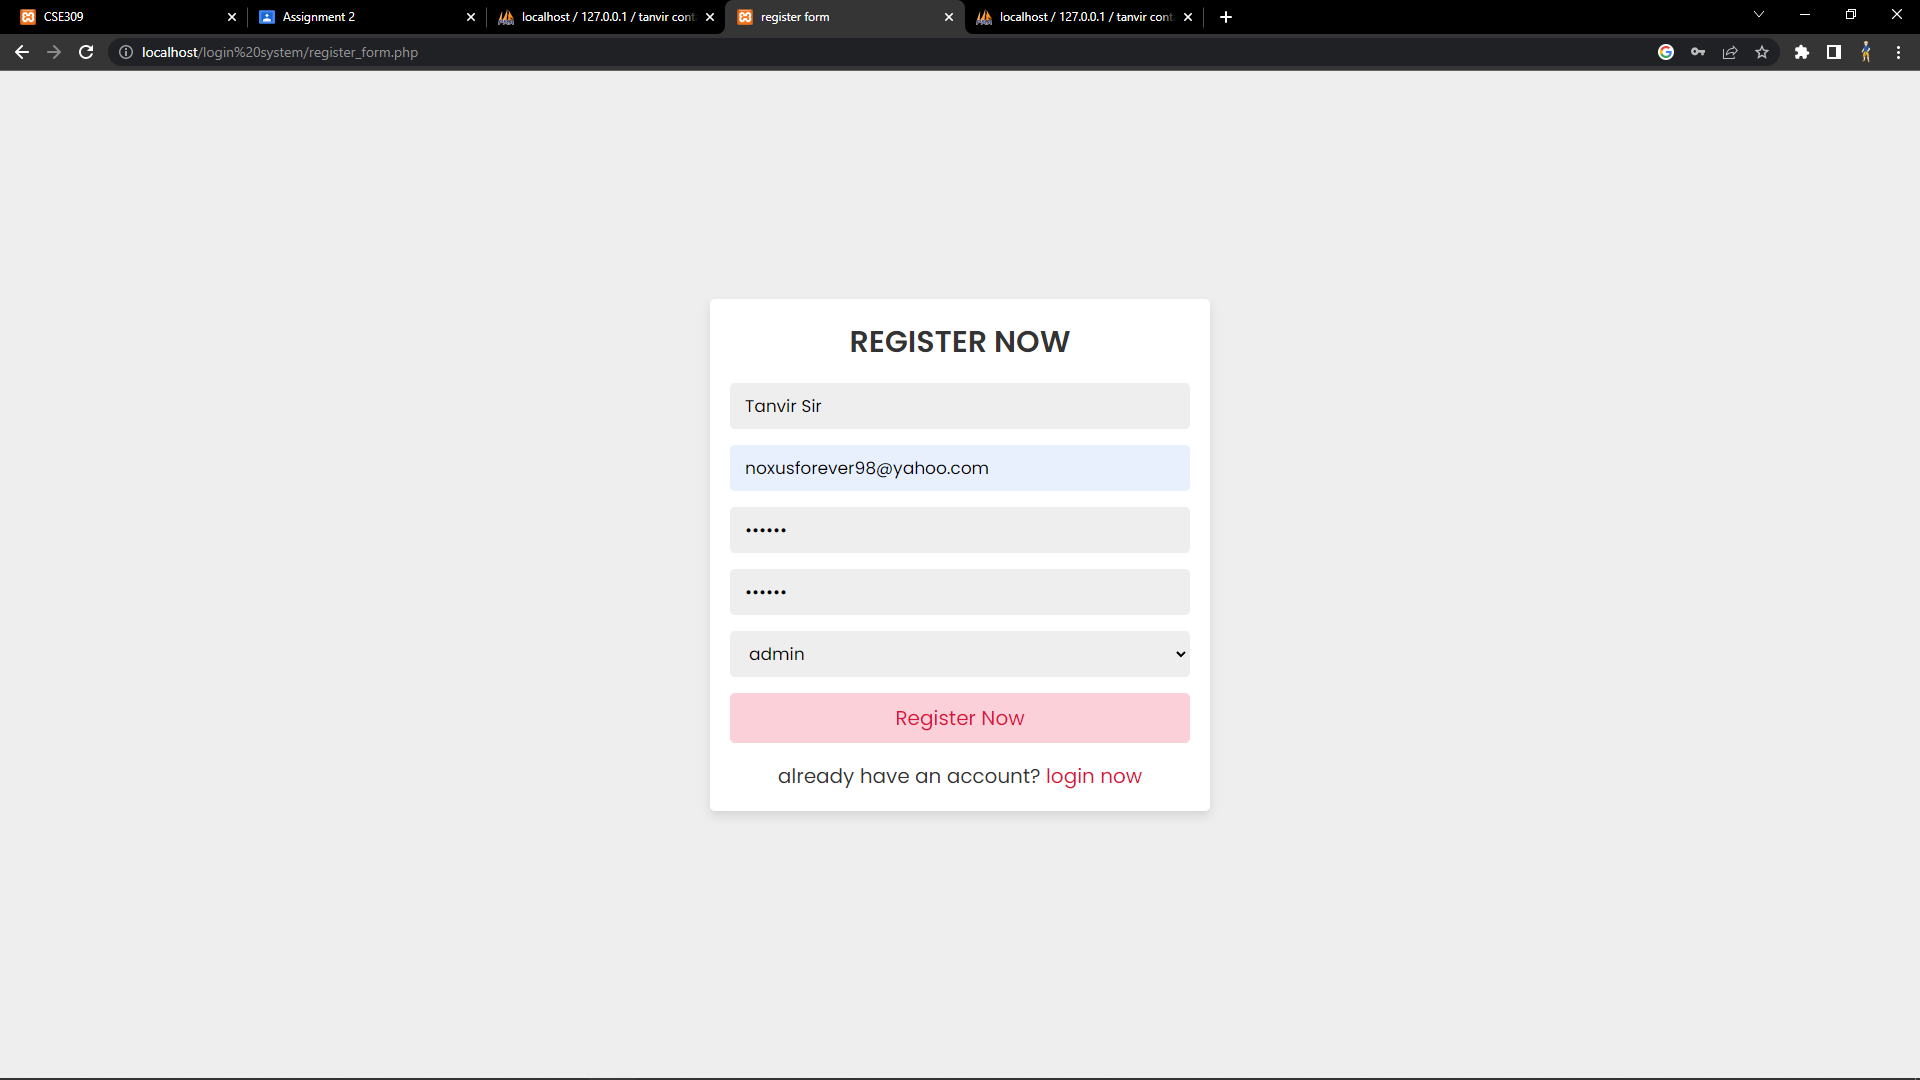 CSE309
Assignment 2
localhost / 127.0.0.1 / tanvir cont
register form
localhost / 127.0.0.1 / tanvir cont
localhost/login%20system/register_form.php
REGISTER NOW
Tanvir Sir
noxusforever98@yahoo.com
••••••
••••••
admin
Register Now
already have an account? login now